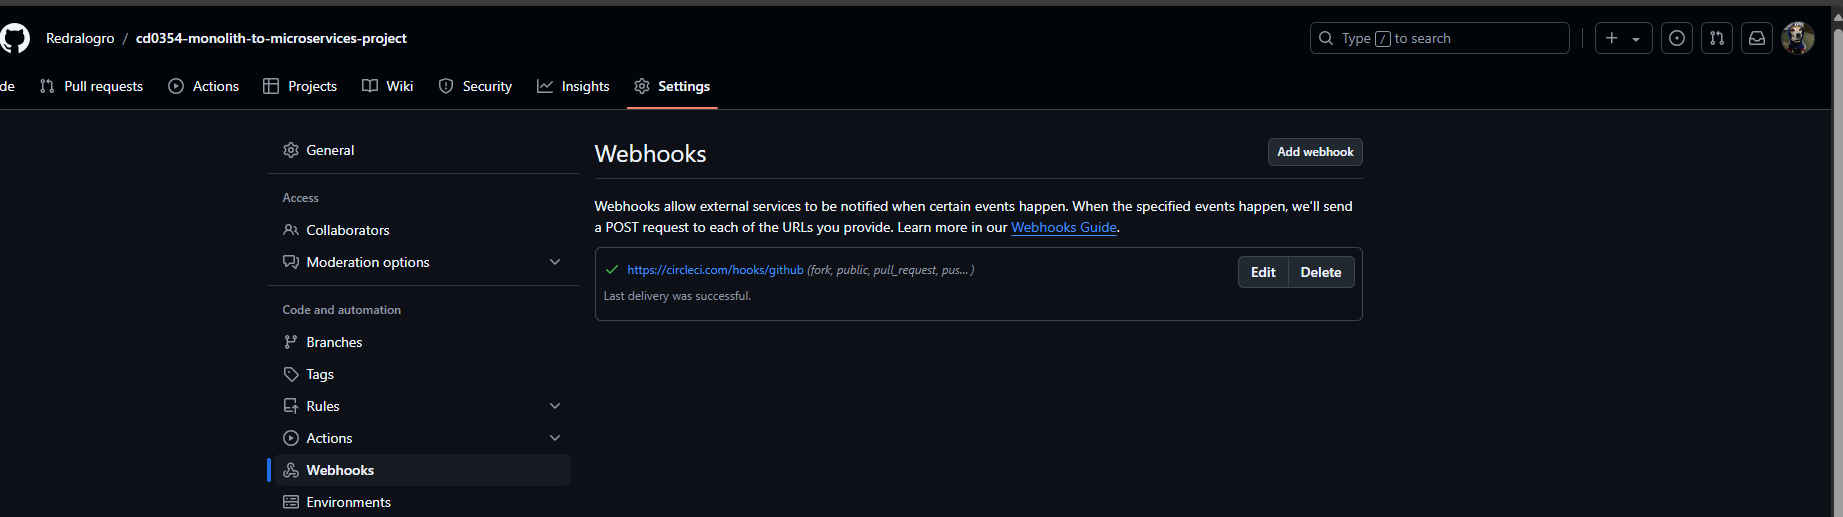 Redralogro / cd0354-monolith-to-microservices-project
Type / to search
de Pull requests Actions Projects Wiki Security Insights Settings
General
Access
Collaborators
Moderation options
Code and automation
Branches
Tags
Rules
Actions
Webhooks
Environments
Webhooks
Add webhook
Webhooks allow external services to be notified when certain events happen. When the specified events happen, we'll send
a POST request to each of the URLs you provide. Learn more in our Webhooks Guide.
https://circleci.com/hooks/github (fork, public, pull_request, pus... )
Edit Delete
Last delivery was successful.